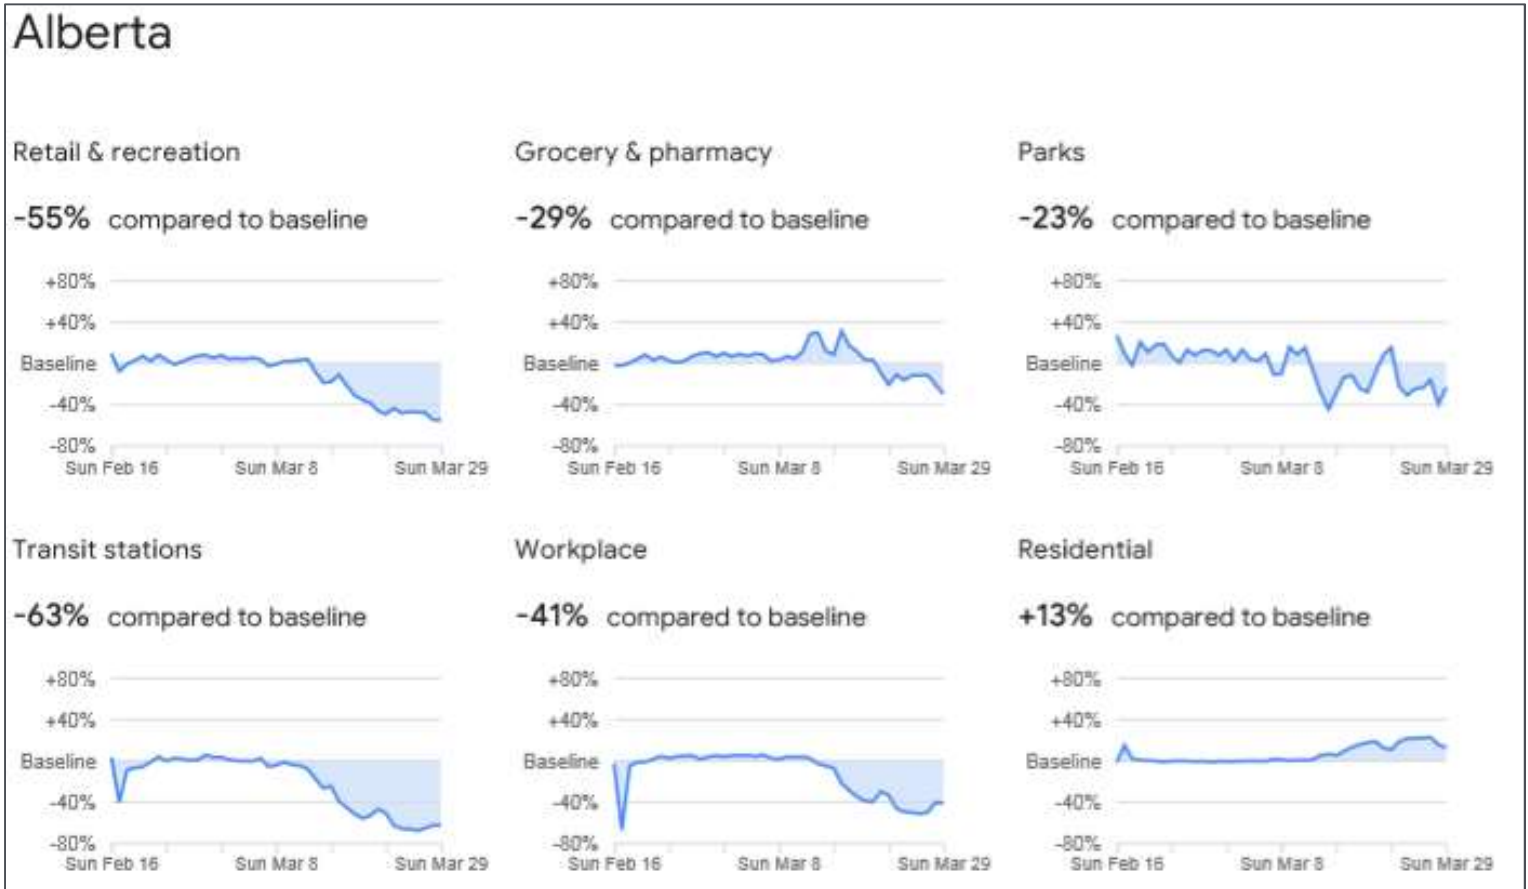 Alberta
Retail & recreation
Grocery & pharmacy
Parks
-55% compared to baseline
-29% compared to baseline
-23% compared to baseline
+80%
+40%
Baseline
-40%
-80%
Sun Feb 16
Sun Mar 8
Sun Mar 29
+80%
+40%
Baseline
-40%
-80%
Sun Feb 16
Sun Mar 8
Sun Mar 29
+80%
+40%
Baseline
-40%
-80%
Sun Feb 16
Sun Mar 8
Sun Mar 29
Transit stations
Workplace
Residential
-63% compared to baseline
-41% compared to baseline
+13% compared to baseline
+80%
+40%
Baseline
-40%
-80%
Sun Feb 16
Sun Mar 8
Sun Mar 29
+80%
+40%
Baseline
-40%
-80%
Sun Feb 16
Sun Mar 8
Sun Mar 29
+80%
+40%
Baseline
-40%
-80%
Sun Feb 16
Sun Mar 8
Sun Mar 29